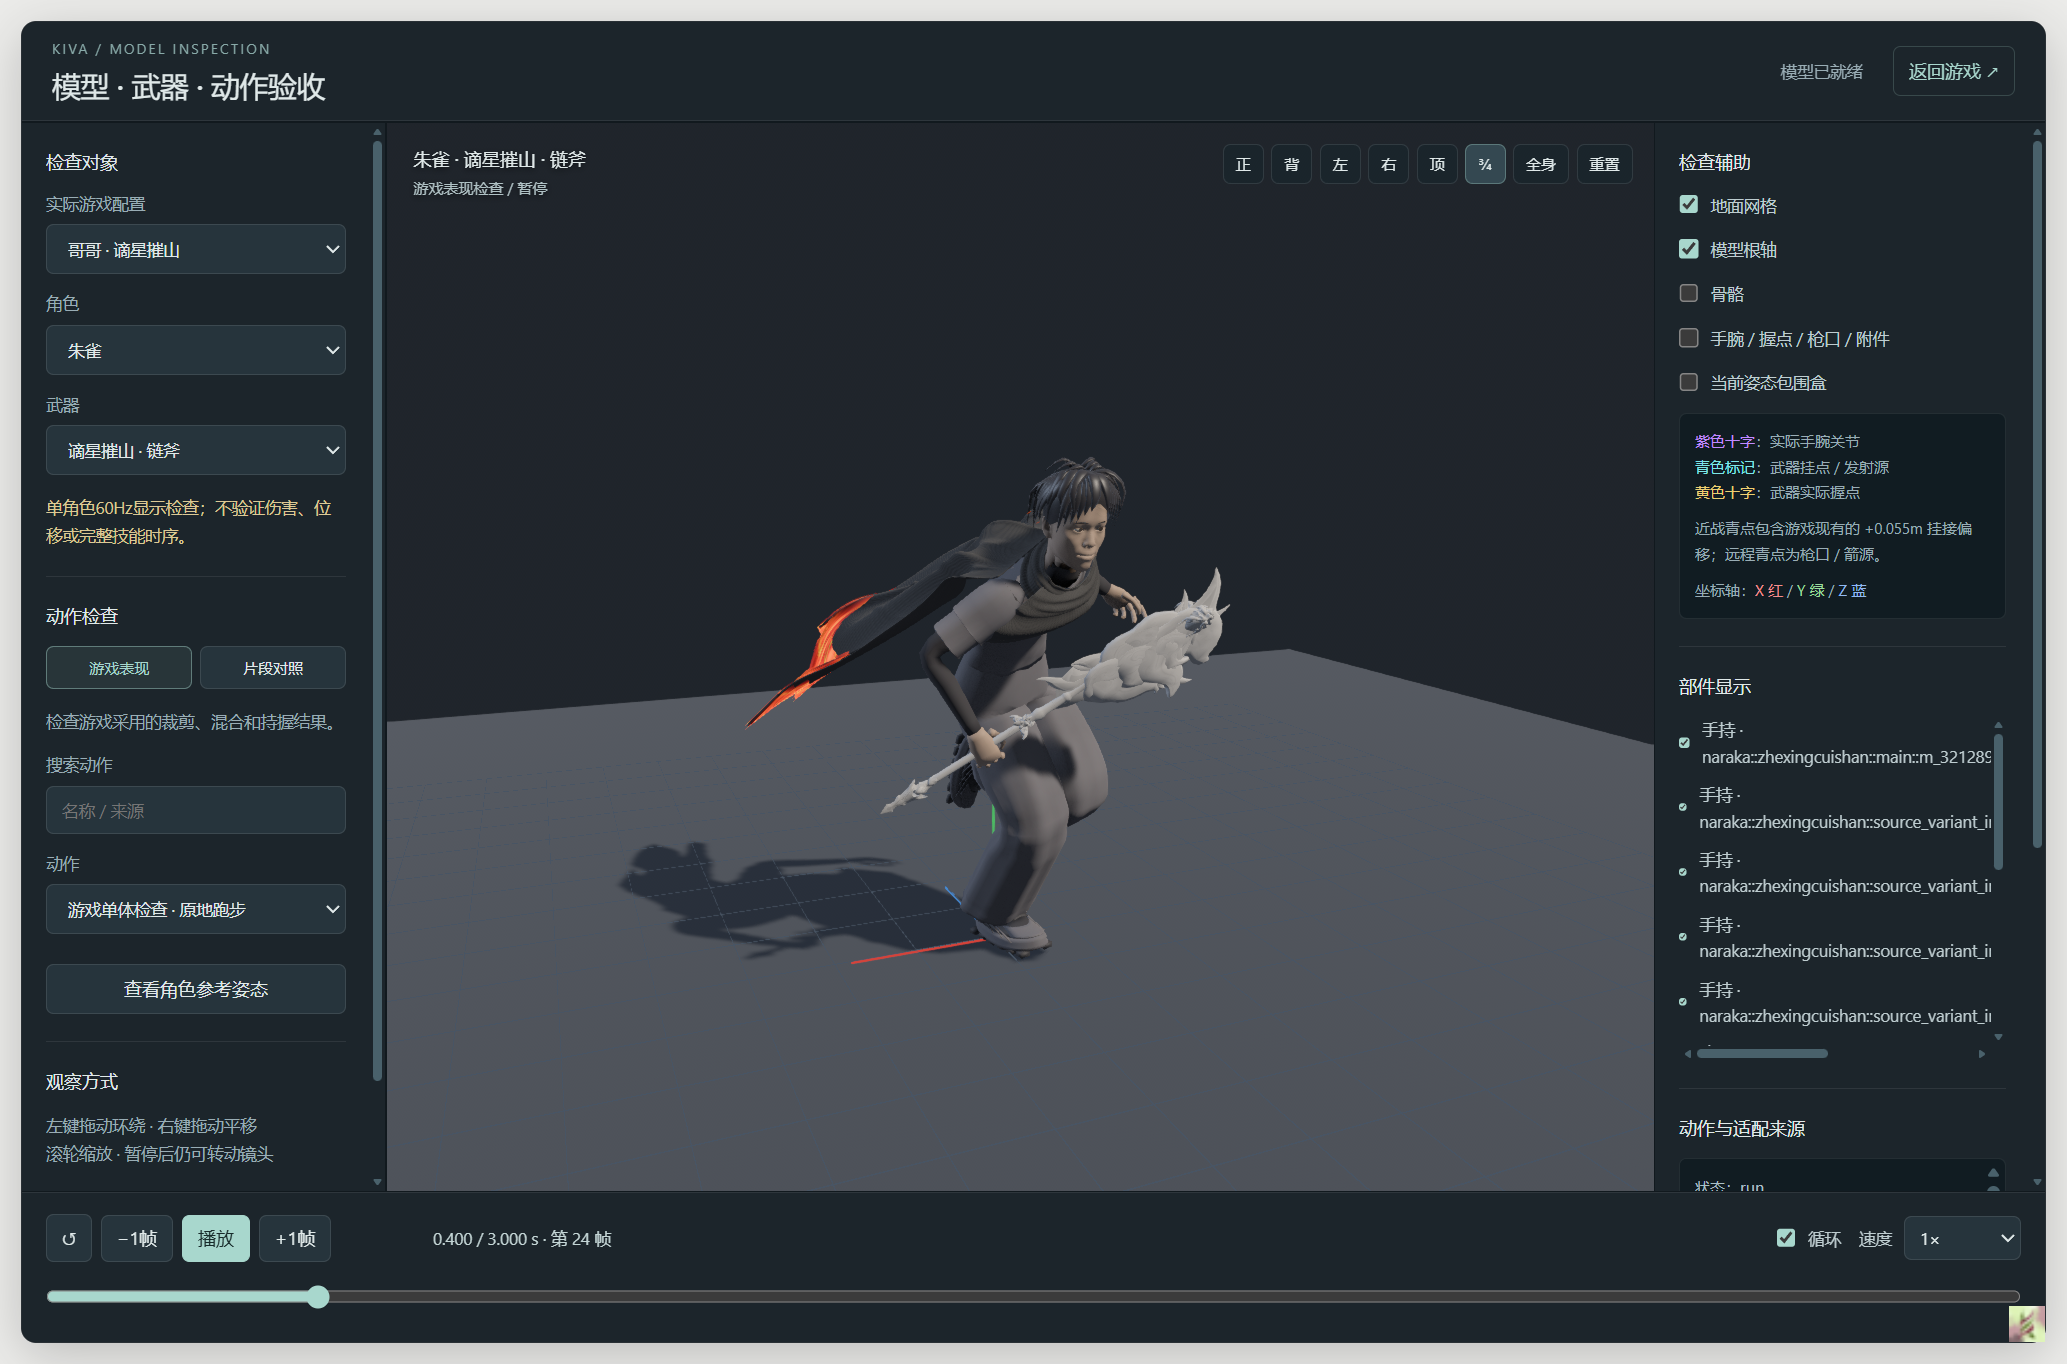 KIVA / MODEL INSPECTION
模型 · 武器 · 动作验收
模型已就绪
返回游戏 ↗
检查对象
实际游戏配置
哥哥 · 谪星摧山
角色
朱雀
武器
谪星摧山 · 链斧
单角色60Hz显示检查；不验证伤害、位
移或完整技能时序。
动作检查
游戏表现
片段对照
检查游戏采用的裁剪、混合和持握结果。
搜索动作
名称 / 来源
动作
游戏单体检查 · 原地跑步
查看角色参考姿态
观察方式
左键拖动环绕 · 右键拖动平移
滚轮缩放 · 暂停后仍可转动镜头
朱雀 · 谪星摧山 · 链斧
游戏表现检查 / 暂停
正
背
左
右
顶
¾
全身
重置
检查辅助
地面网格
模型根轴
骨骼
手腕 / 握点 / 枪口 / 附件
当前姿态包围盒
紫色十字：实际手腕关节
青色标记：武器挂点 / 发射源
黄色十字：武器实际握点
近战青点包含游戏现有的 +0.055m 挂接偏
移；远程青点为枪口 / 箭源。
坐标轴：X 红 / Y 绿 / Z 蓝
部件显示
手持 ·
naraka::zhexingcuishan::main::m_321289
手持 ·
naraka::zhexingcuishan::source_variant_i
手持 ·
naraka::zhexingcuishan::source_variant_i
手持 ·
naraka::zhexingcuishan::source_variant_i
手持 ·
naraka::zhexingcuishan::source_variant_i
动作与适配来源
状态：run
↺
−1帧
播放
+1帧
0.400 / 3.000 s · 第 24 帧
循环
速度
1×